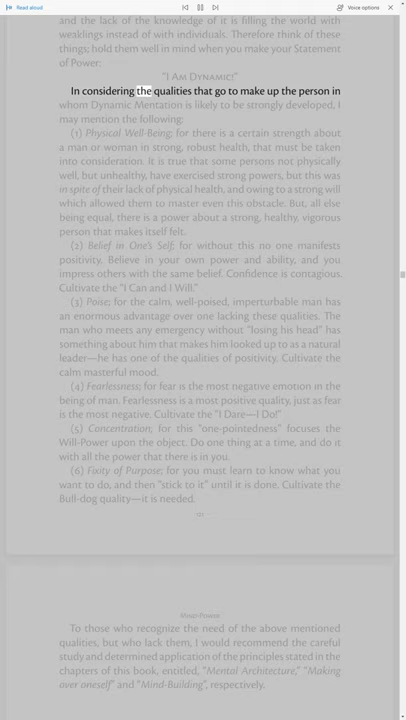 Read aloud
Voice options
and the lack of the knowledge of it is filling the world with
weaklings instead of with individuals. Therefore think of these
things; hold them well in mind when you make your Statement
of Power:
"I AM DYNAMIC!"
In considering the qualities that go to make up the person in
whom Dynamic Mentation is likely to be strongly developed, I
may mention the following:
(1) Physical Well-Being; for there is a certain strength about
a man or woman in strong, robust health, that must be taken
into consideration. It is true that some persons not physically
well, but unhealthy, have exercised strong powers, but this was
in spite of their lack of physical health, and owing to a strong will
which allowed them to master even this obstacle. But, all else
being equal, there is a power about a strong, healthy, vigorous
person that makes itself felt.
(2) Belief in One's Self; for without this no one manifests
positivity. Believe in your own power and ability, and you
impress others with the same belief. Confidence is contagious.
Cultivate the "I Can and I Will."
(3) Poise; for the calm, well-poised, imperturbable man has
an enormous advantage over one lacking these qualities. The
man who meets any emergency without "losing his head" has
something about him that makes him looked up to as a natural
leader—he has one of the qualities of positivity. Cultivate the
calm masterful mood.
(4) Fearlessness; for fear is the most negative emotion in the
being of man. Fearlessness is a most positive quality, just as fear
is the most negative. Cultivate the "I Dare—I Do!"
(5) Concentration; for this "one-pointedness" focuses the
Will-Power upon the object. Do one thing at a time, and do it
with all the power that there is in you.
(6) Fixity of Purpose; for you must learn to know what you
want to do, and then "stick to it" until it is done. Cultivate the
Bull-dog quality—it is needed.
To those who recognize the need of the above mentioned
qualities, but who lack them, I would recommend the careful
study and determined application of the principles stated in the
chapters of this book, entitled, "Mental Architecture," "Making
over oneself" and "Mind-Building", respectively.